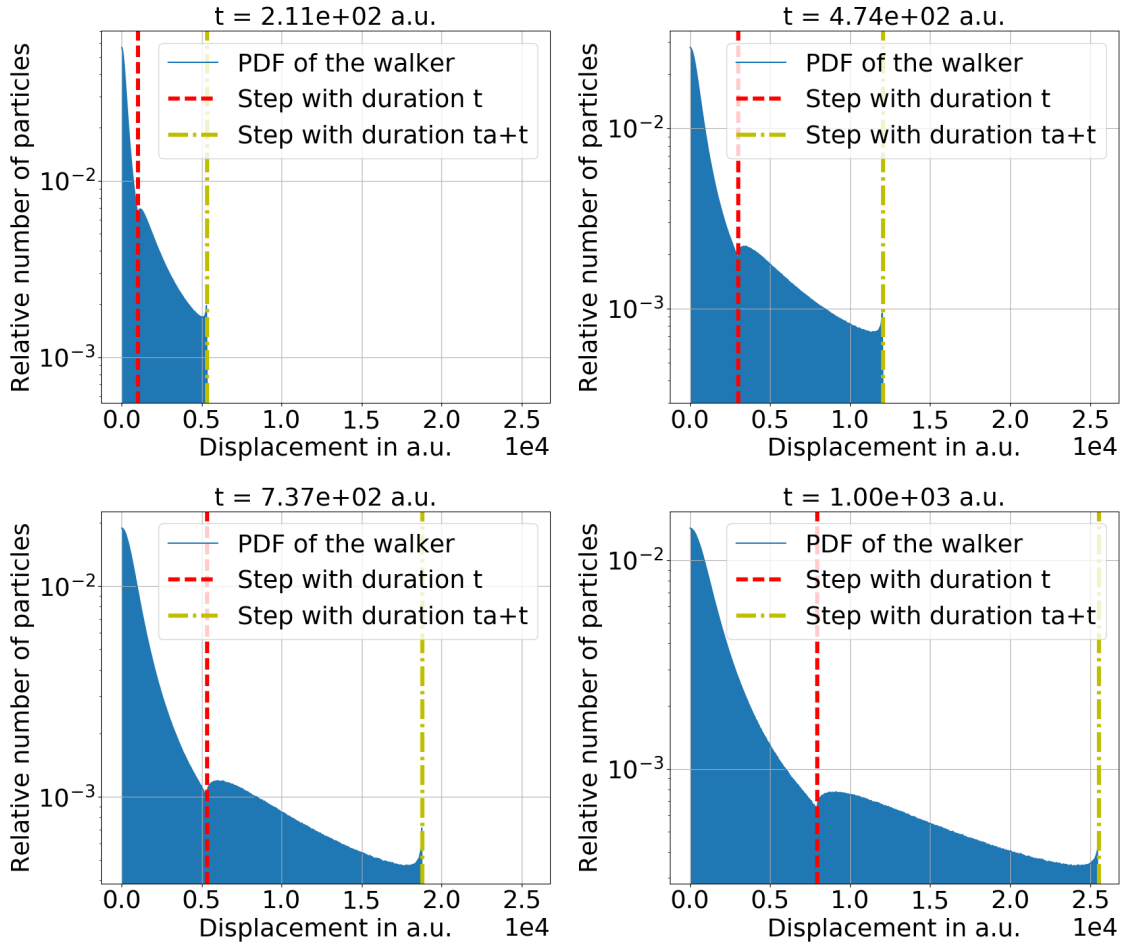 t = 2.11e+02 a.u.
Relative number of particles
10⁻²
10⁻³
PDF of the walker
Step with duration t
Step with duration ta+t
0.0 0.5 1.0 1.5 2.0 2.5
Displacement in a.u. 1e4
t = 4.74e+02 a.u.
Relative number of particles
10⁻²
10⁻³
PDF of the walker
Step with duration t
Step with duration ta+t
0.0 0.5 1.0 1.5 2.0 2.5
Displacement in a.u. 1e4
t = 7.37e+02 a.u.
Relative number of particles
10⁻²
10⁻³
PDF of the walker
Step with duration t
Step with duration ta+t
0.0 0.5 1.0 1.5 2.0 2.5
Displacement in a.u. 1e4
t = 1.00e+03 a.u.
Relative number of particles
10⁻²
10⁻³
PDF of the walker
Step with duration t
Step with duration ta+t
0.0 0.5 1.0 1.5 2.0 2.5
Displacement in a.u. 1e4